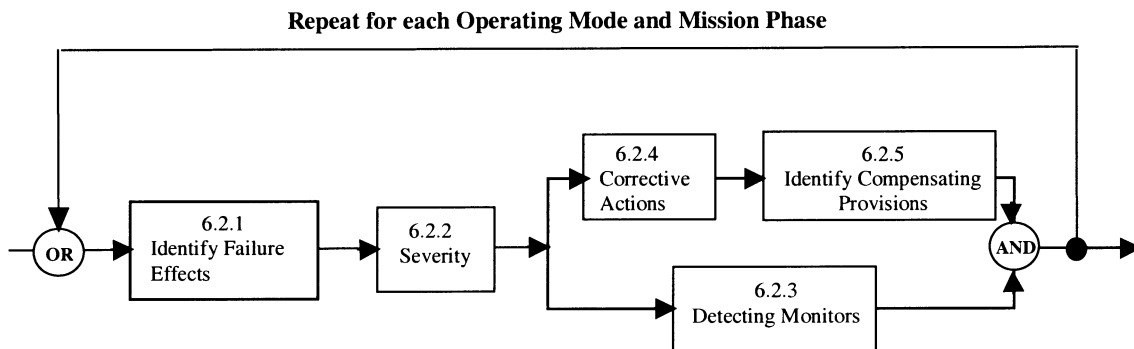 Repeat for each Operating Mode and Mission Phase
OR
6.2.1
Identify Failure
Effects
6.2.2
Severity
6.2.4
Corrective
Actions
6.2.5
Identify Compensating
Provisions
6.2.3
Detecting Monitors
AND